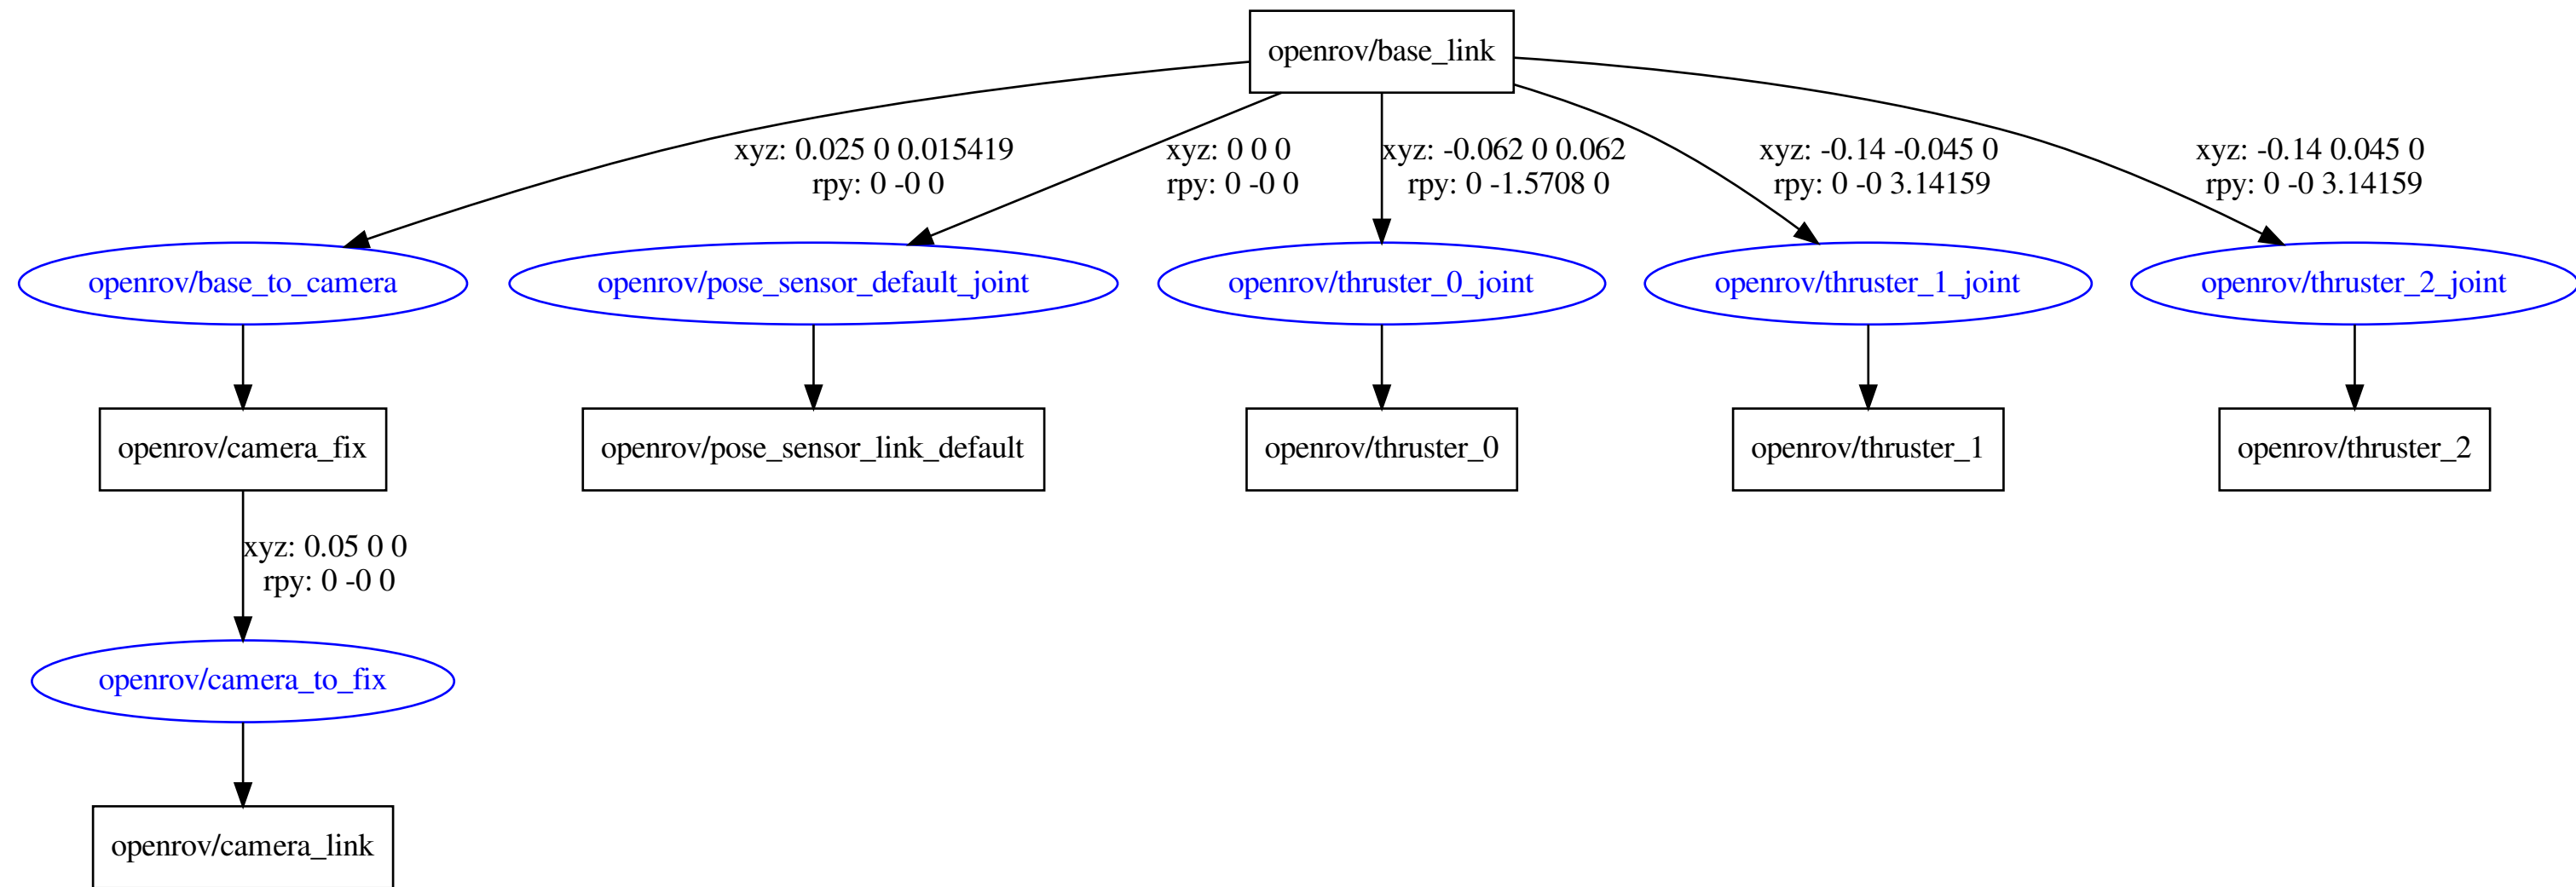 openrov/base_link
xyz: 0.025 0 0.015419
rpy: 0 -0 0
xyz: 0 0 0
rpy: 0 -0 0
xyz: -0.062 0 0.062
rpy: 0 -1.5708 0
xyz: -0.14 -0.045 0
rpy: 0 -0 3.14159
xyz: -0.14 0.045 0
rpy: 0 -0 3.14159
openrov/base_to_camera
openrov/pose_sensor_default_joint
openrov/thruster_0_joint
openrov/thruster_1_joint
openrov/thruster_2_joint
openrov/camera_fix
openrov/pose_sensor_link_default
openrov/thruster_0
openrov/thruster_1
openrov/thruster_2
xyz: 0.05 0 0
rpy: 0 -0 0
openrov/camera_to_fix
openrov/camera_link